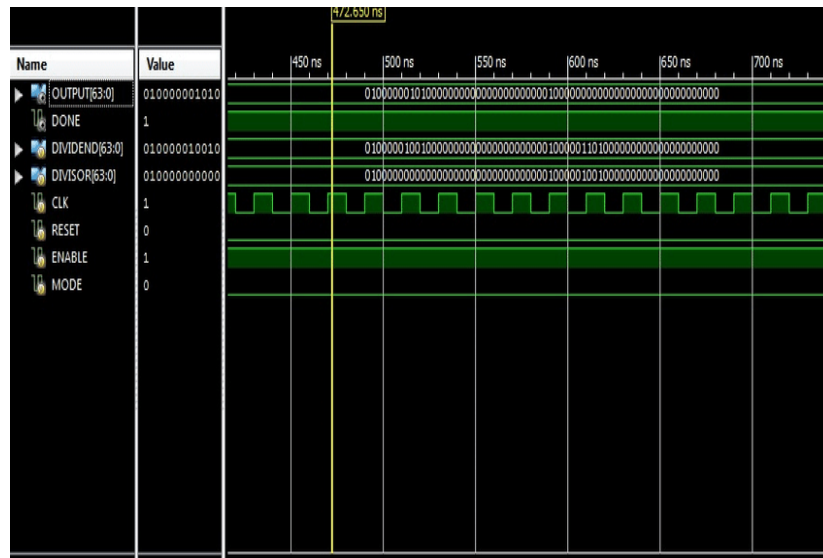 472.650 ns
Name Value 450 ns 500 ns 550 ns 600 ns 650 ns 700 ns
OUTPUT[63:0] 010000001010 0100000010100000000000000000000001000000000000000000000000000000
DONE 1
DIVIDEND[63:0] 010000010010 0100000100100000000000000000000001000001101000000000000000000000
DIVISOR[63:0] 010000000000 0100000000000000000000000000000001000001001000000000000000000000
CLK 1
RESET 0
ENABLE 1
MODE 0